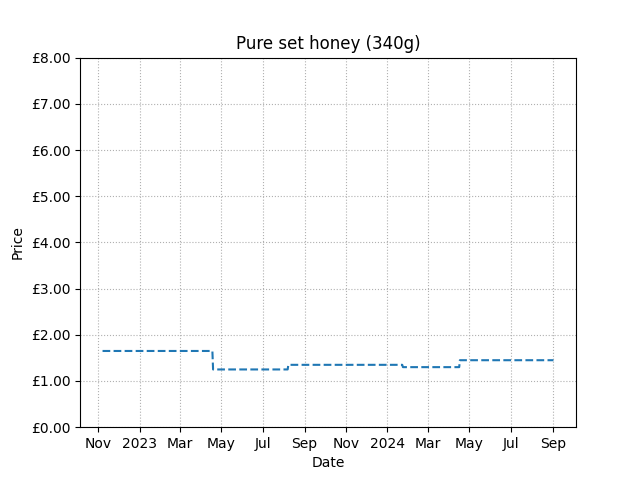 Pure set honey (340g)
£8.00
£7.00
£6.00
£5.00
£4.00
£3.00
£2.00
£1.00
£0.00
Price
Nov 2023 Mar May Jul Sep Nov 2024 Mar May Jul Sep
Date